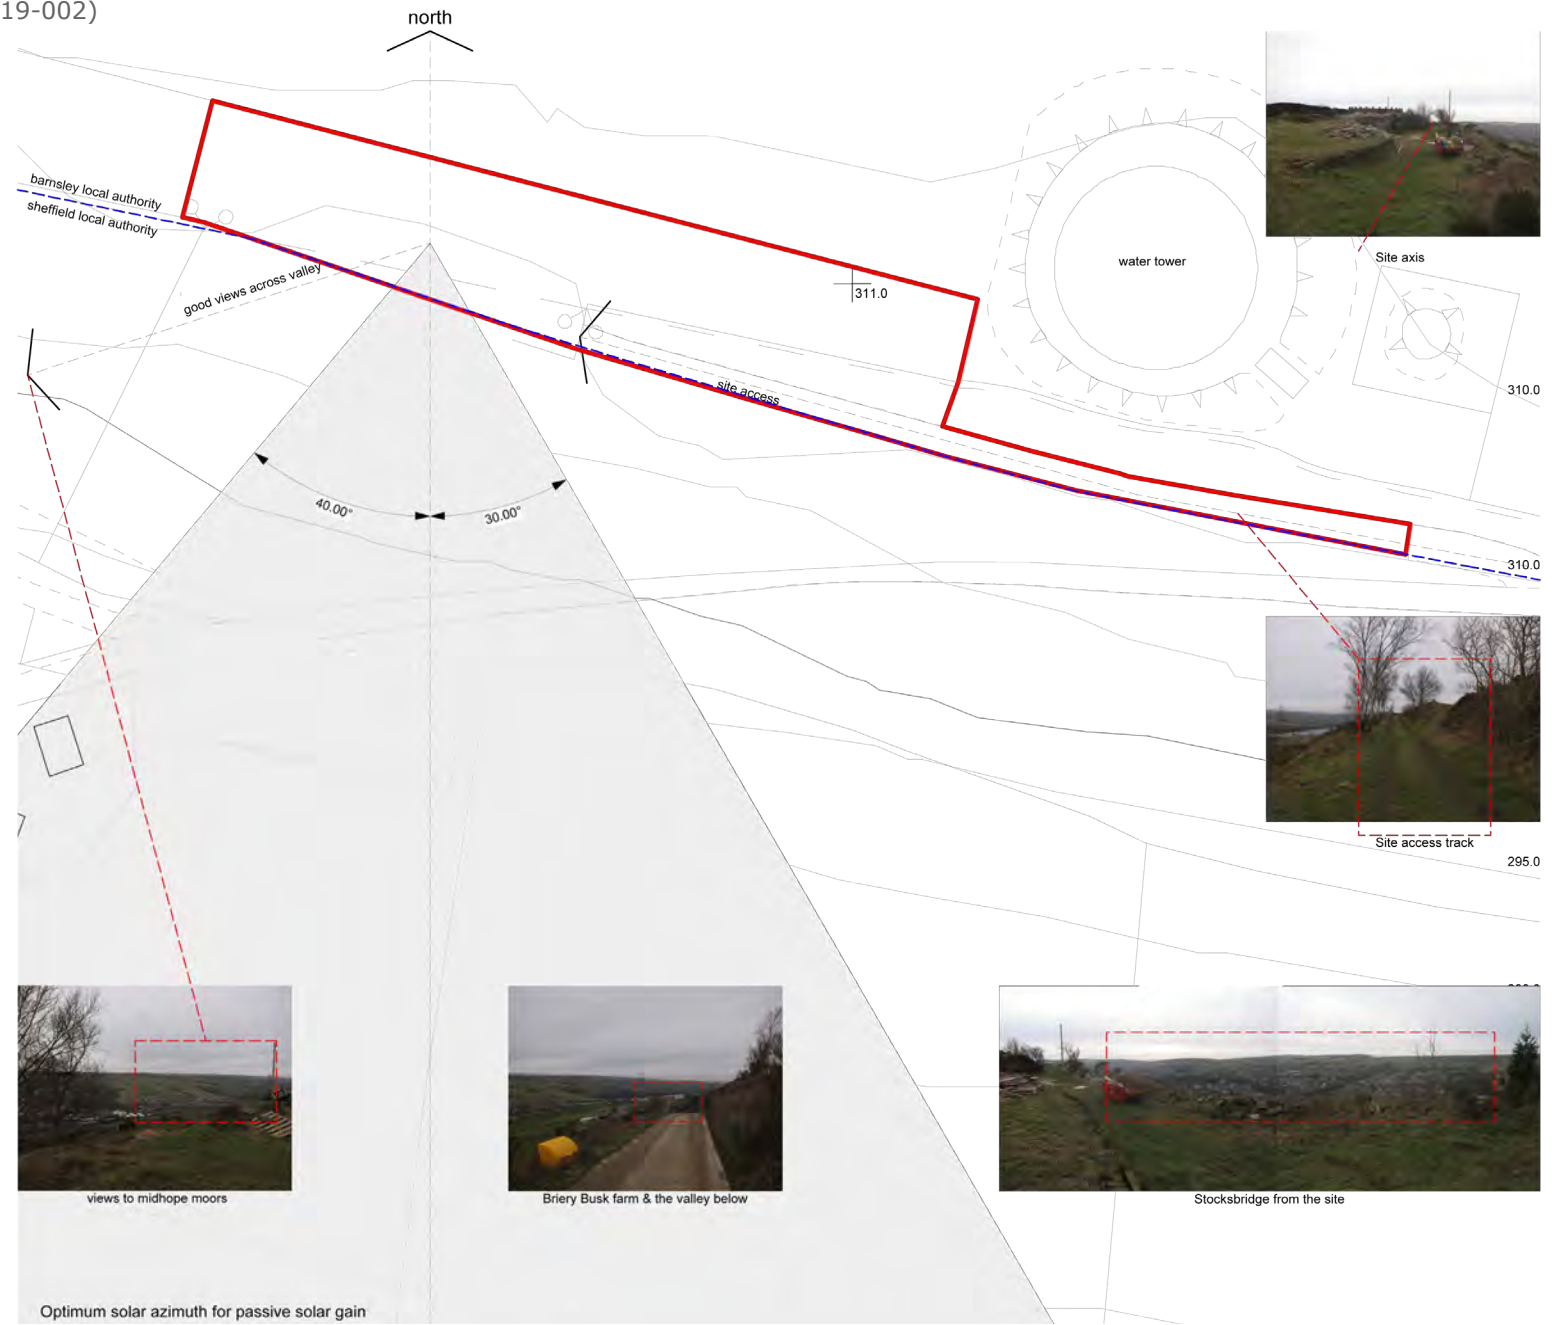 19-002)
north
barnsley local authority
sheffield local authority
good views across valley
311.0
water tower
Site axis
site access
310.0
40.00°
30.00°
310.0
Site access track
295.0
views to midhope moors
Briery Busk farm & the valley below
Stocksbridge from the site
Optimum solar azimuth for passive solar gain